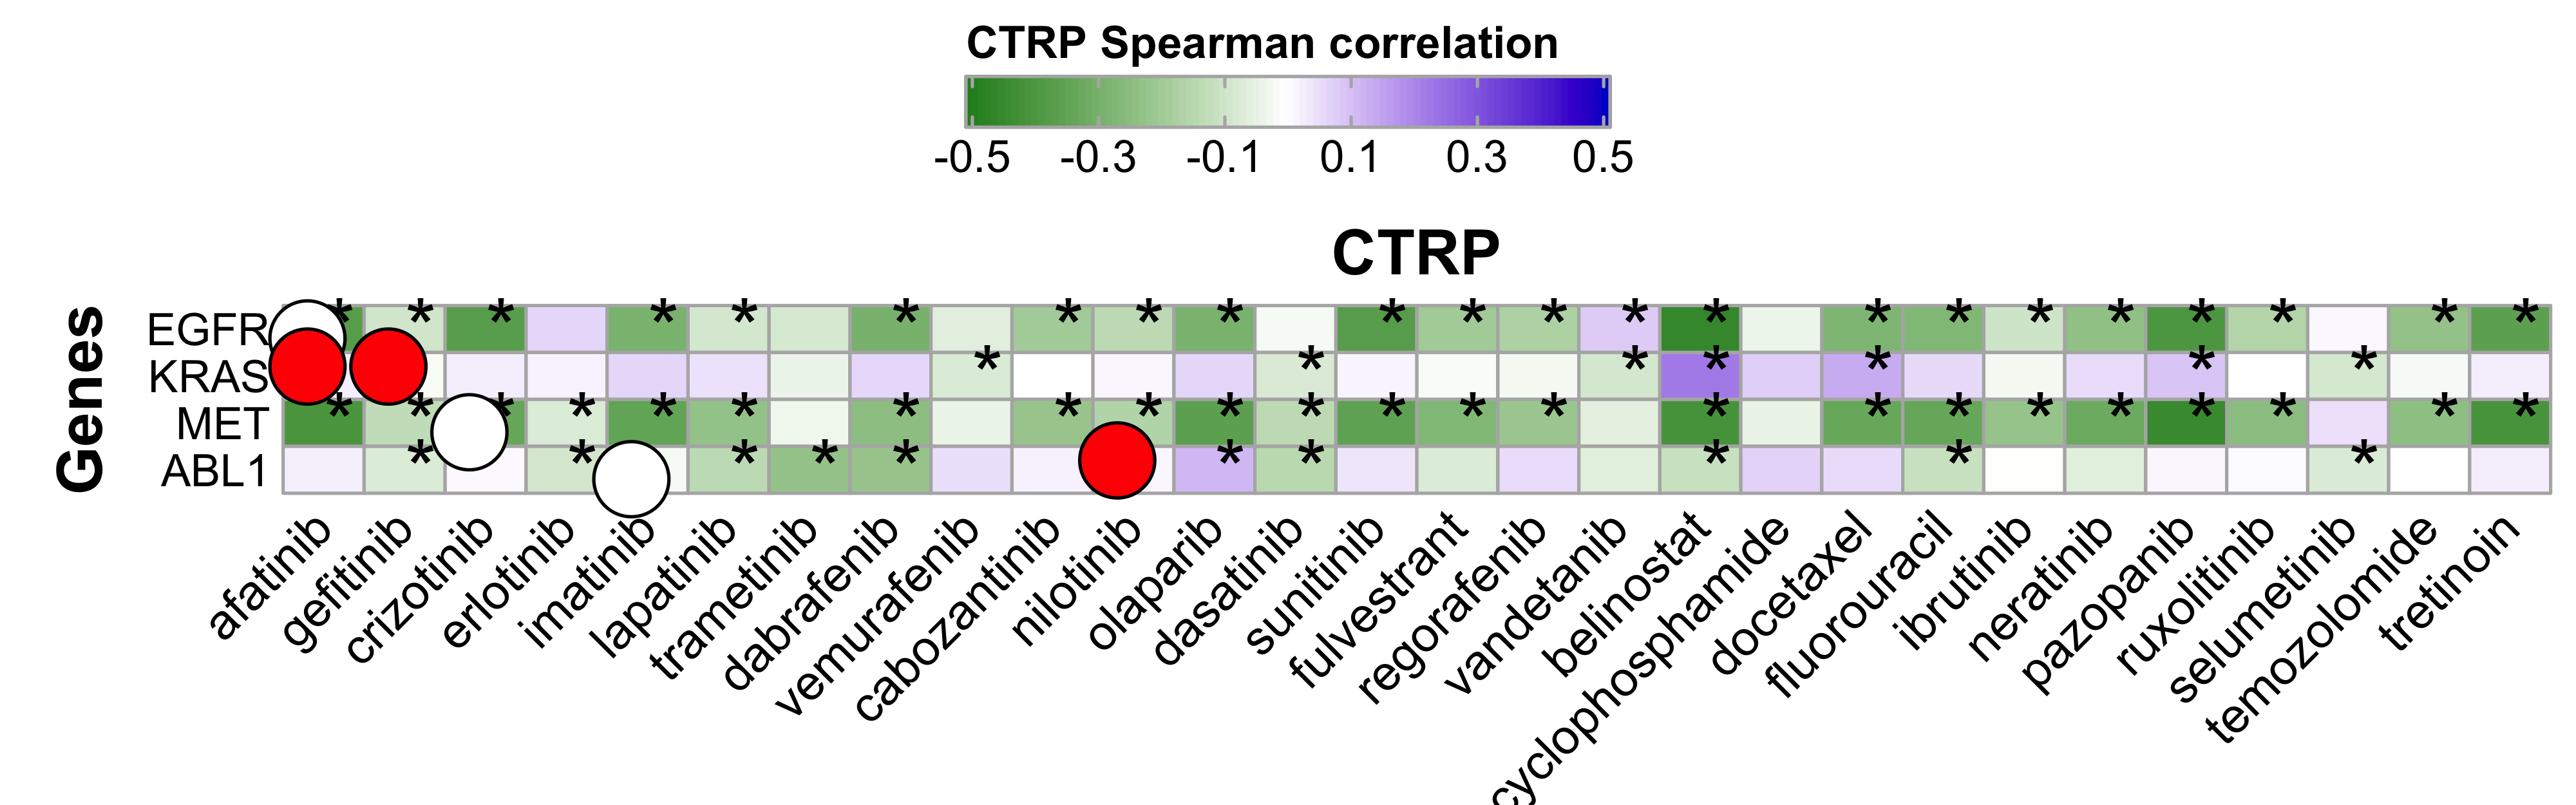 CTRP Spearman correlation
-0.5 -0.3 -0.1 0.1 0.3 0.5
CTRP
Genes
EGFR * * * * * * * * * * * * * * * * * * * * * * *
KRAS * * * * * * *
MET * * * * * * * * * * * * * * * * * * * * * * *
ABL1 * * * * * * * * * *
afatinib
gefitinib
crizotinib
erlotinib
imatinib
lapatinib
trametinib
dabrafenib
vemurafenib
cabozantinib
nilotinib
olaparib
dasatinib
sunitinib
fulvestrant
regorafenib
vandetanib
belinostat
cyclophosphamide
docetaxel
fluorouracil
ibrutinib
neratinib
pazopanib
ruxolitinib
selumetinib
temozolomide
tretinoin